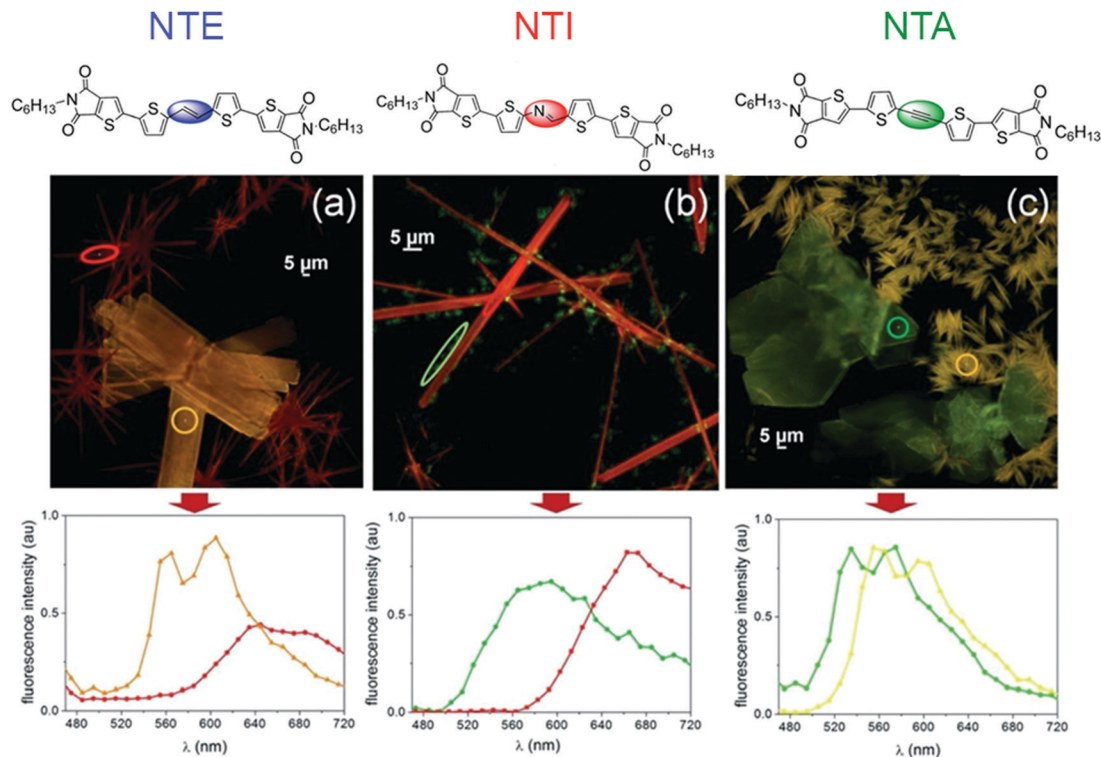 NTE
NTI
NTA
O
S
S
C₆H₁₃-N
O
S
S
O
N-C₆H₁₃
O
O
S
S
C₆H₁₃-N
N
O
S
S
O
N
C₆H₁₃
O
O
S
S
C₆H₁₃-N
O
S
S
O
N
C₆H₁₃
O
(a)
5 µm
(b)
5 µm
(c)
5 µm
fluorescence intensity (au)
1.0
0.5
0.0
480 520 560 600 640 680 720
λ (nm)
fluorescence intensity (au)
1.0
0.5
0.0
480 520 560 600 640 680 720
λ (nm)
fluorescence intensity (au)
1.0
0.5
0.0
480 520 560 600 640 680 720
λ (nm)